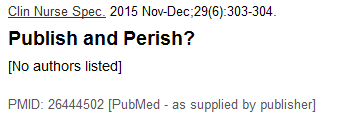 Clin Nurse Spec. 2015 Nov-Dec;29(6):303-304.
Publish and Perish?
[No authors listed]
PMID: 26444502 [PubMed - as supplied by publisher]